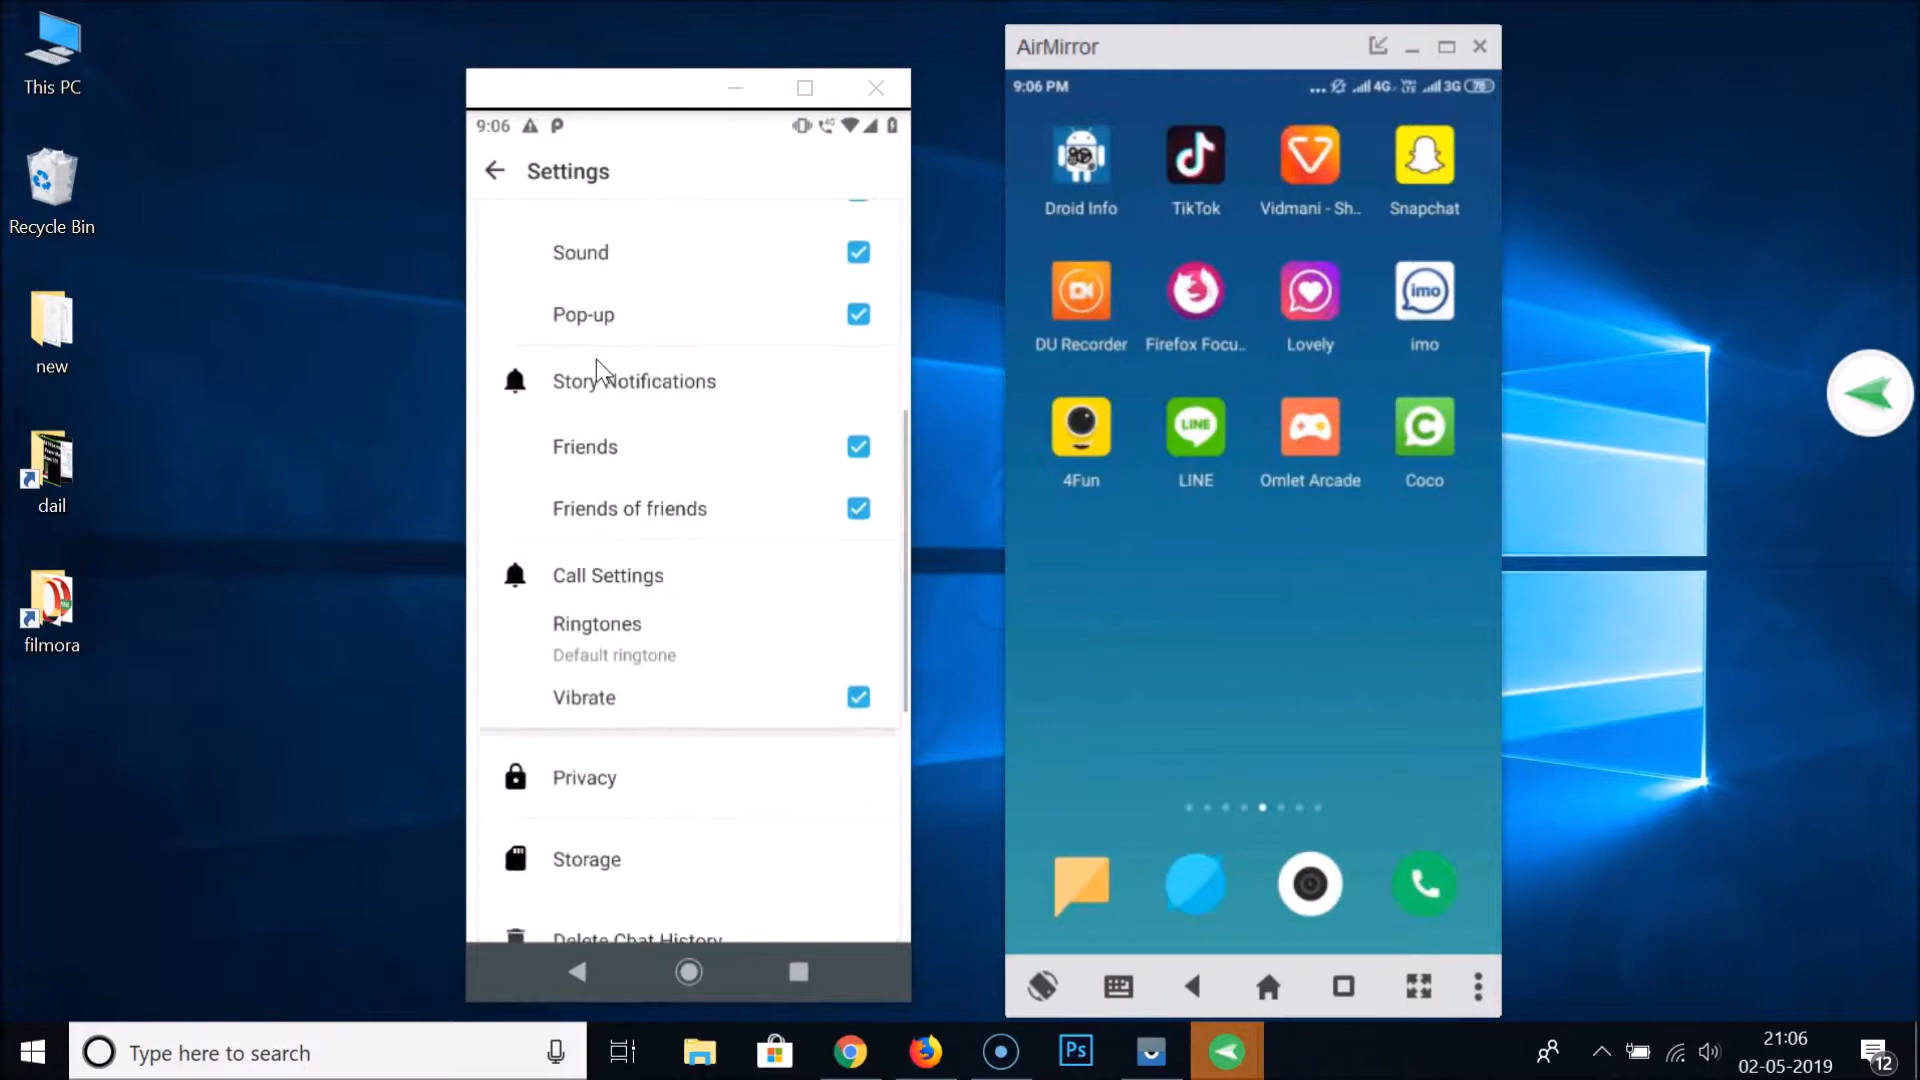 This PC
Recycle Bin
new
dail
filmora
9:06
Settings
Sound
Pop-up
Story Notifications
Friends
Friends of friends
Call Settings
Ringtones
Default ringtone
Vibrate
Privacy
Storage
Delete Chat History
AirMirror
9:06 PM
... 4G VoLTE 3G 78
Droid Info
TikTok
Vidmani - Sh..
Snapchat
DU Recorder
Firefox Focu..
Lovely
imo
imo
4Fun
LINE
LINE
Omlet Arcade
Coco
Type here to search
Ps
21:06
02-05-2019
12